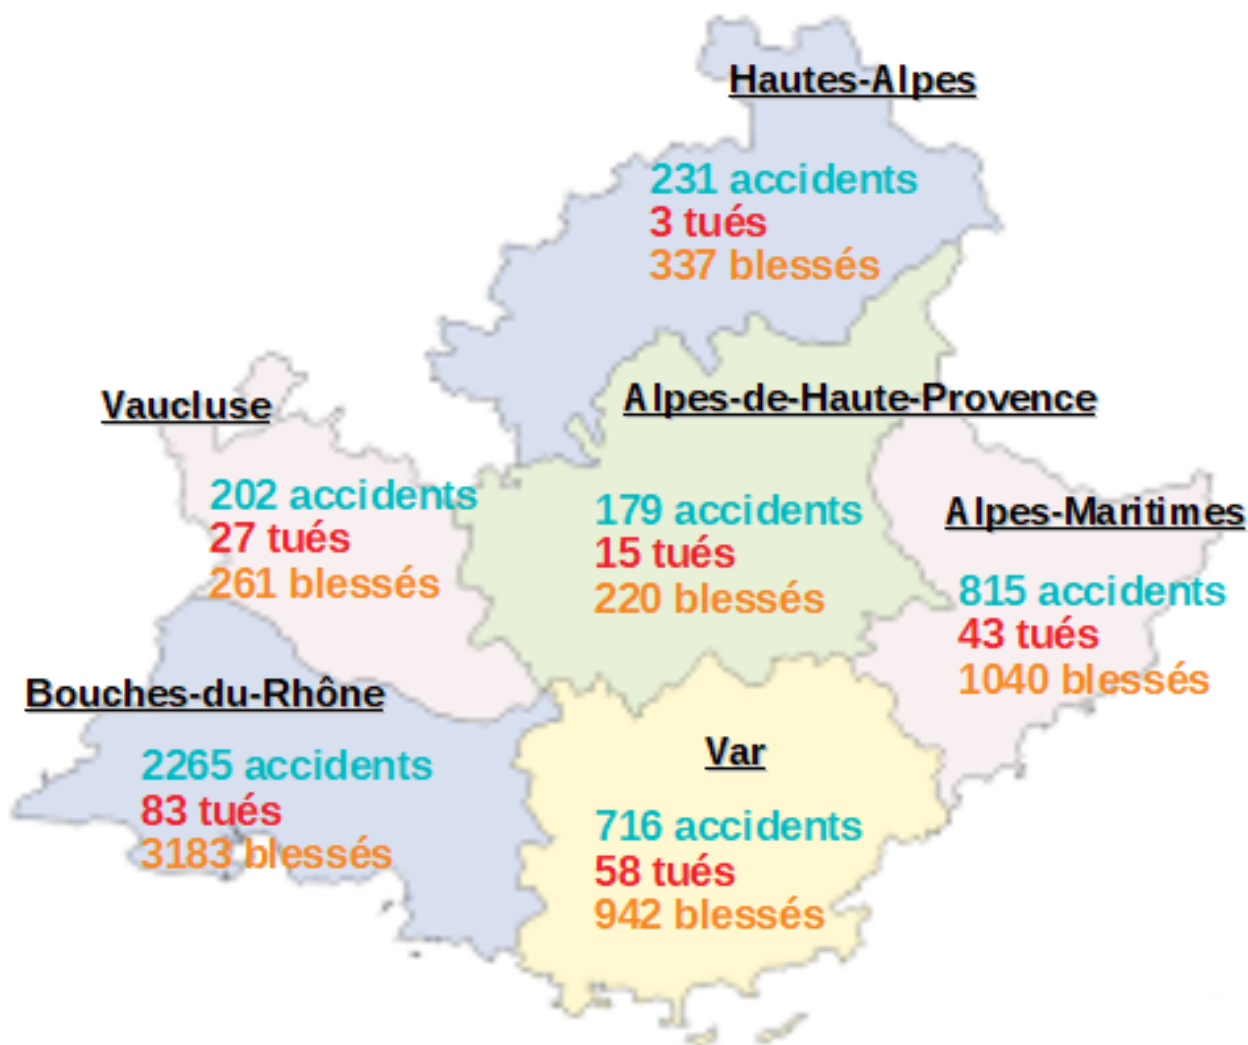 Hautes-Alpes
231 accidents
3 tués
337 blessés
Vaucluse
202 accidents
27 tués
261 blessés
Alpes-de-Haute-Provence
179 accidents
15 tués
220 blessés
Alpes-Maritimes
815 accidents
43 tués
1040 blessés
Bouches-du-Rhône
2265 accidents
83 tués
3183 blessés
Var
716 accidents
58 tués
942 blessés